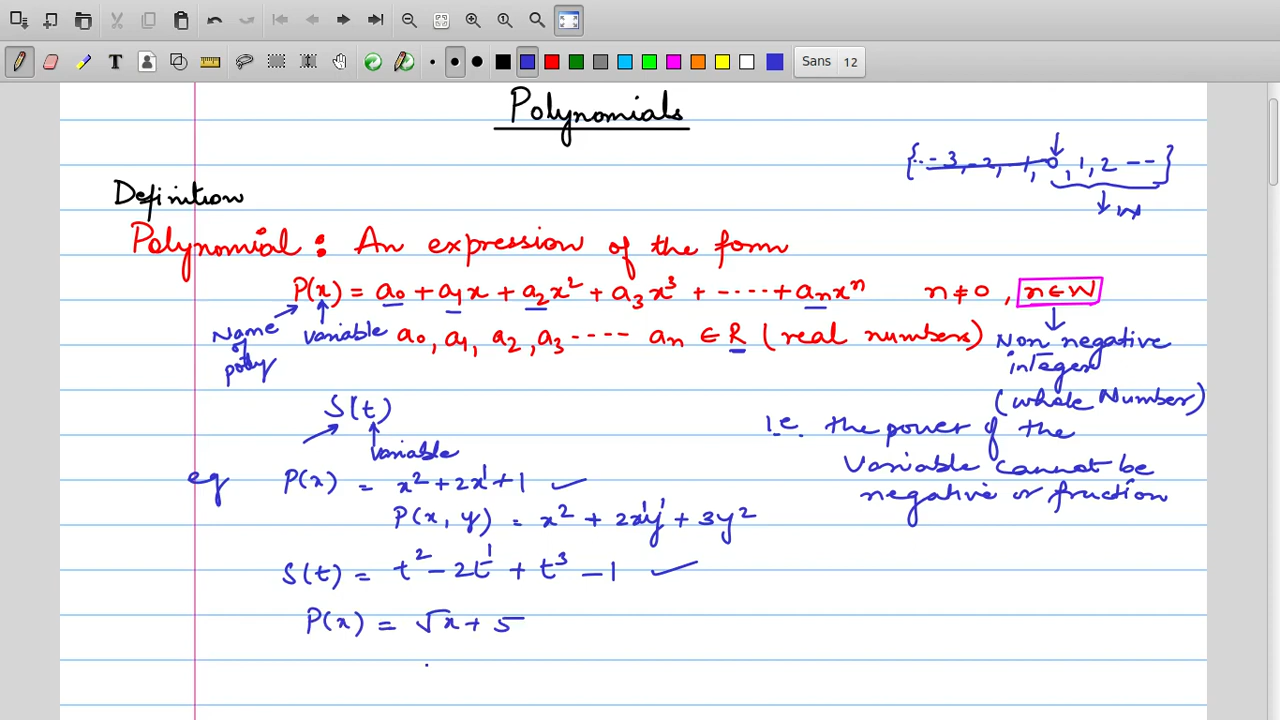 Sans 12
Polynomials
{..-3,-2,-1, 0, 1, 2 --}
W
Definition
Polynomial : An expression of the form
P(x) = a₀ + a₁x + a₂x² + a₃x³ + ----- + aₙxⁿ n ≠ 0, n ∈ W
Name of poly
variable
a₀, a₁, a₂, a₃ ---- aₙ ∈ R (real numbers)
Non negative
integers
(whole Number)
S(t)
variable
i.e. the power of the
variable cannot be
negative or fraction
eg P(x) = x² + 2x¹ + 1 ✓
P(x, y) = x² + 2x¹y¹ + 3y²
S(t) = t² - 2t¹ + t³ - 1 ✓
P(x) = √x + 5